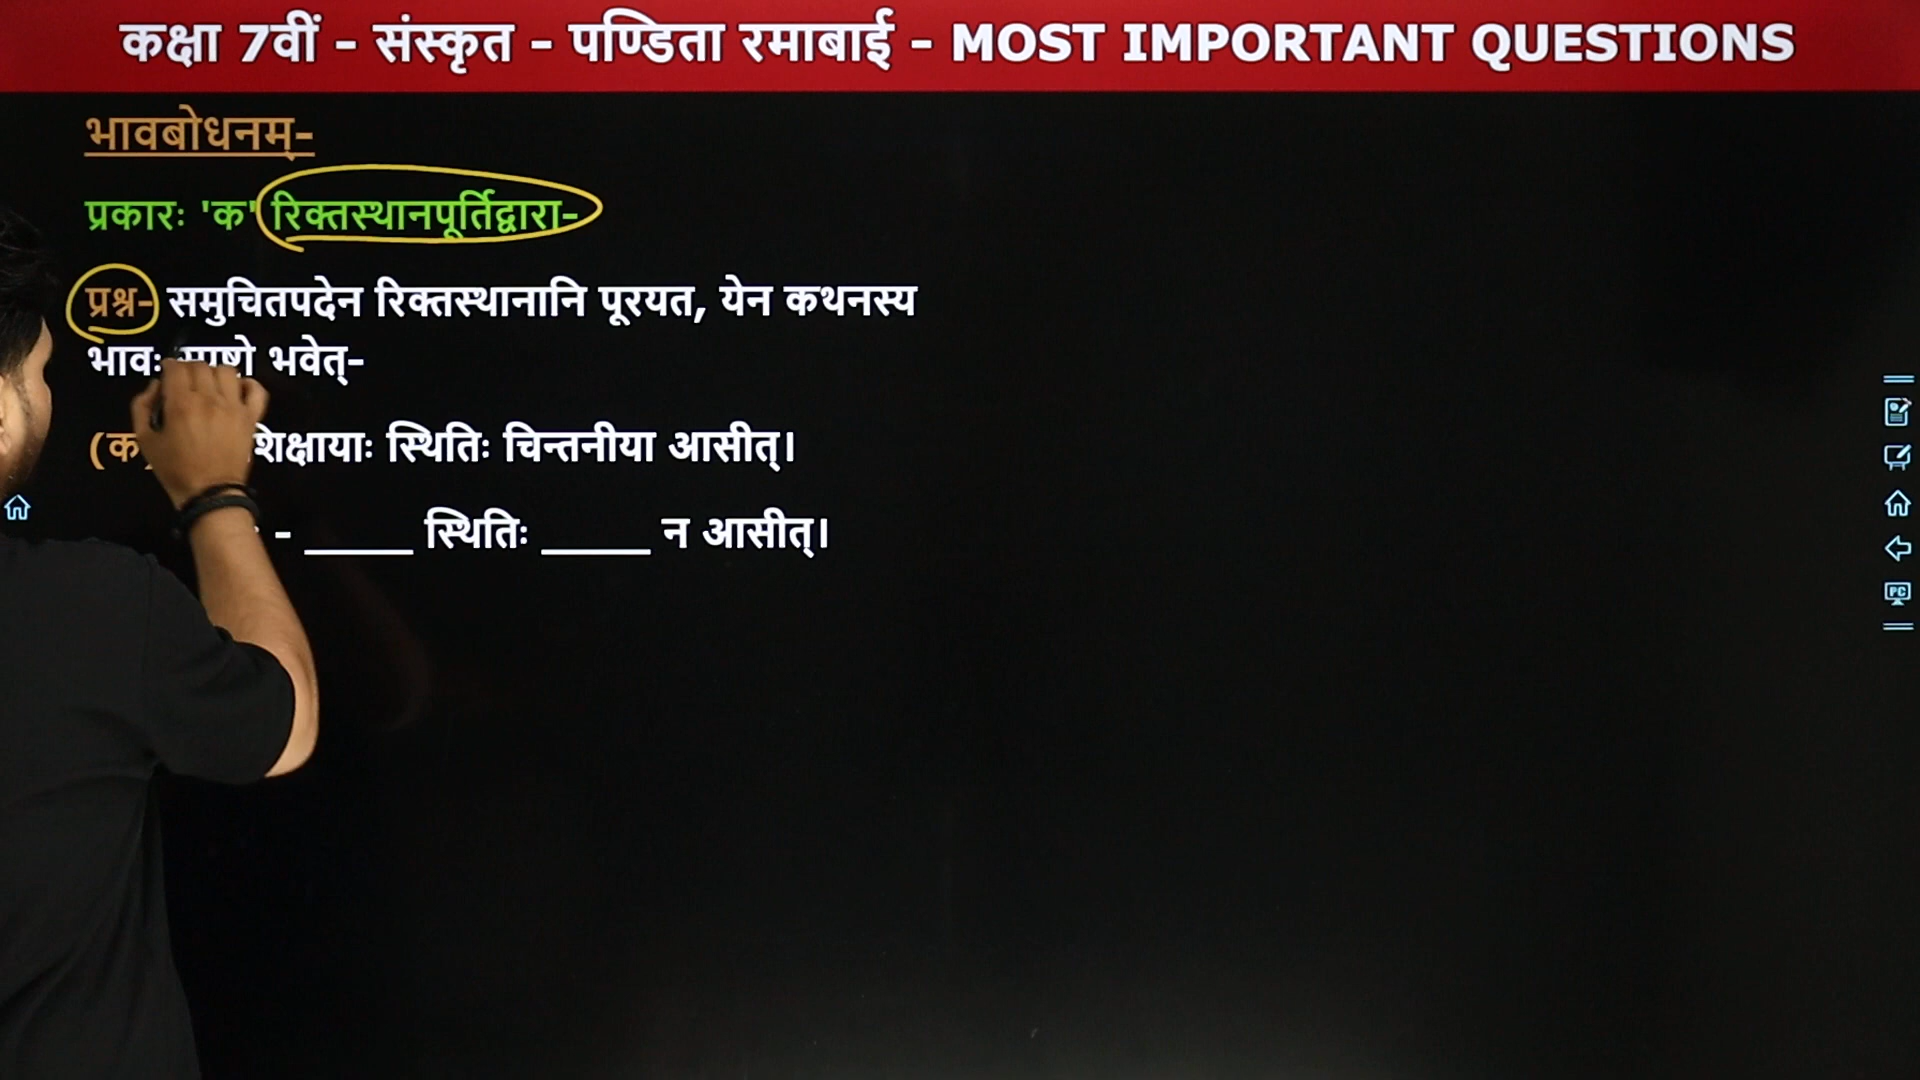 कक्षा 7वीं - संस्कृत - पण्डिता रमाबाई - MOST IMPORTANT QUESTIONS
भावबोधनम्-
प्रकारः 'क' रिक्तस्थानपूर्तिद्वारा-
प्रश्न- समुचितपदेन रिक्तस्थानानि पूरयत, येन कथनस्य
भावः भवेत्-
(क) शिक्षायाः स्थितिः चिन्तनीया आसीत्।
- _____ स्थितिः _____ न आसीत्।
PC